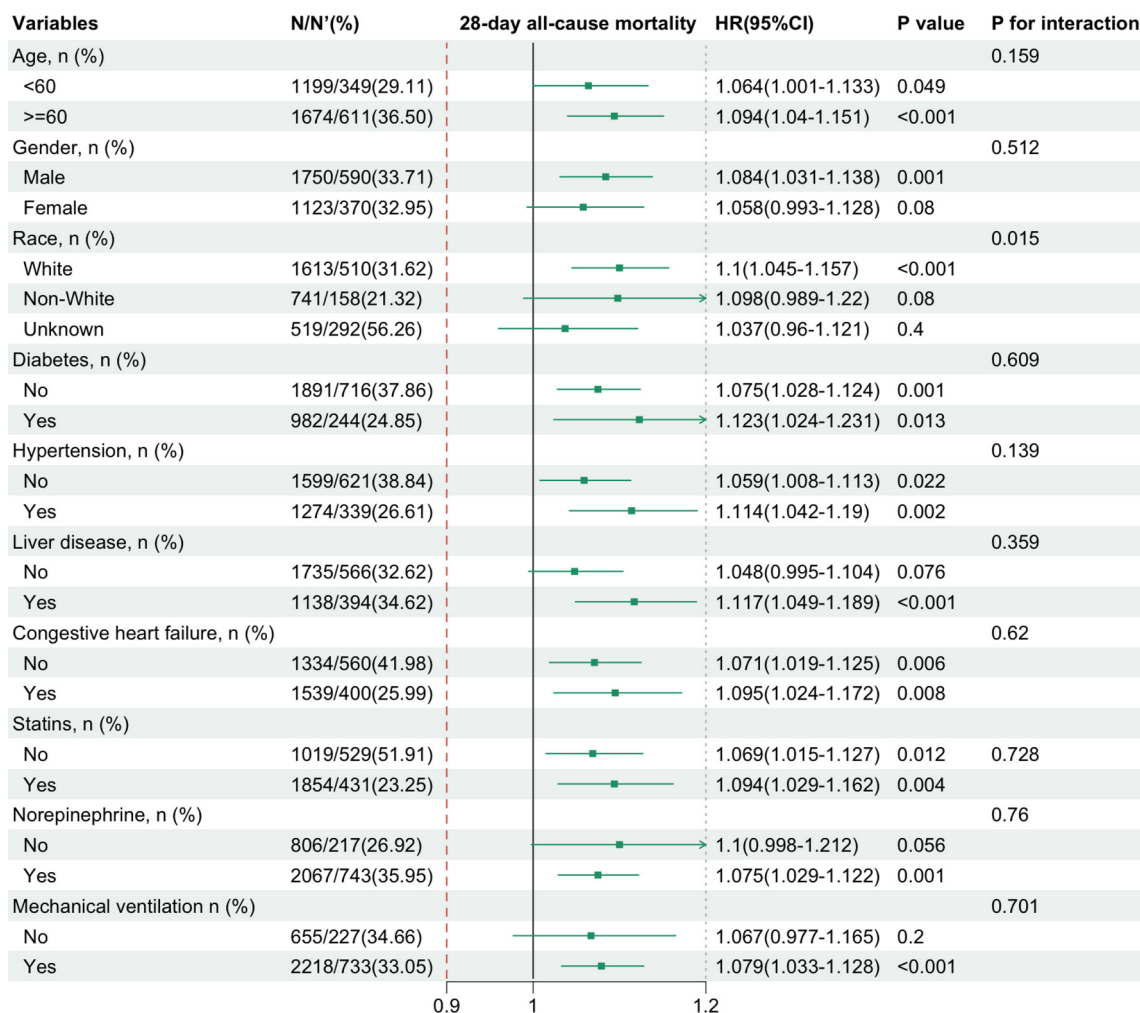 Variables N/N’(%) 28-day all-cause mortality HR(95%CI) P value P for interaction
Age, n (%) 0.159
<60 1199/349(29.11) 1.064(1.001-1.133) 0.049
>=60 1674/611(36.50) 1.094(1.04-1.151) <0.001
Gender, n (%) 0.512
Male 1750/590(33.71) 1.084(1.031-1.138) 0.001
Female 1123/370(32.95) 1.058(0.993-1.128) 0.08
Race, n (%) 0.015
White 1613/510(31.62) 1.1(1.045-1.157) <0.001
Non-White 741/158(21.32) 1.098(0.989-1.22) 0.08
Unknown 519/292(56.26) 1.037(0.96-1.121) 0.4
Diabetes, n (%) 0.609
No 1891/716(37.86) 1.075(1.028-1.124) 0.001
Yes 982/244(24.85) 1.123(1.024-1.231) 0.013
Hypertension, n (%) 0.139
No 1599/621(38.84) 1.059(1.008-1.113) 0.022
Yes 1274/339(26.61) 1.114(1.042-1.19) 0.002
Liver disease, n (%) 0.359
No 1735/566(32.62) 1.048(0.995-1.104) 0.076
Yes 1138/394(34.62) 1.117(1.049-1.189) <0.001
Congestive heart failure, n (%) 0.62
No 1334/560(41.98) 1.071(1.019-1.125) 0.006
Yes 1539/400(25.99) 1.095(1.024-1.172) 0.008
Statins, n (%)
No 1019/529(51.91) 1.069(1.015-1.127) 0.012 0.728
Yes 1854/431(23.25) 1.094(1.029-1.162) 0.004
Norepinephrine, n (%) 0.76
No 806/217(26.92) 1.1(0.998-1.212) 0.056
Yes 2067/743(35.95) 1.075(1.029-1.122) 0.001
Mechanical ventilation n (%) 0.701
No 655/227(34.66) 1.067(0.977-1.165) 0.2
Yes 2218/733(33.05) 1.079(1.033-1.128) <0.001
0.9 1 1.2